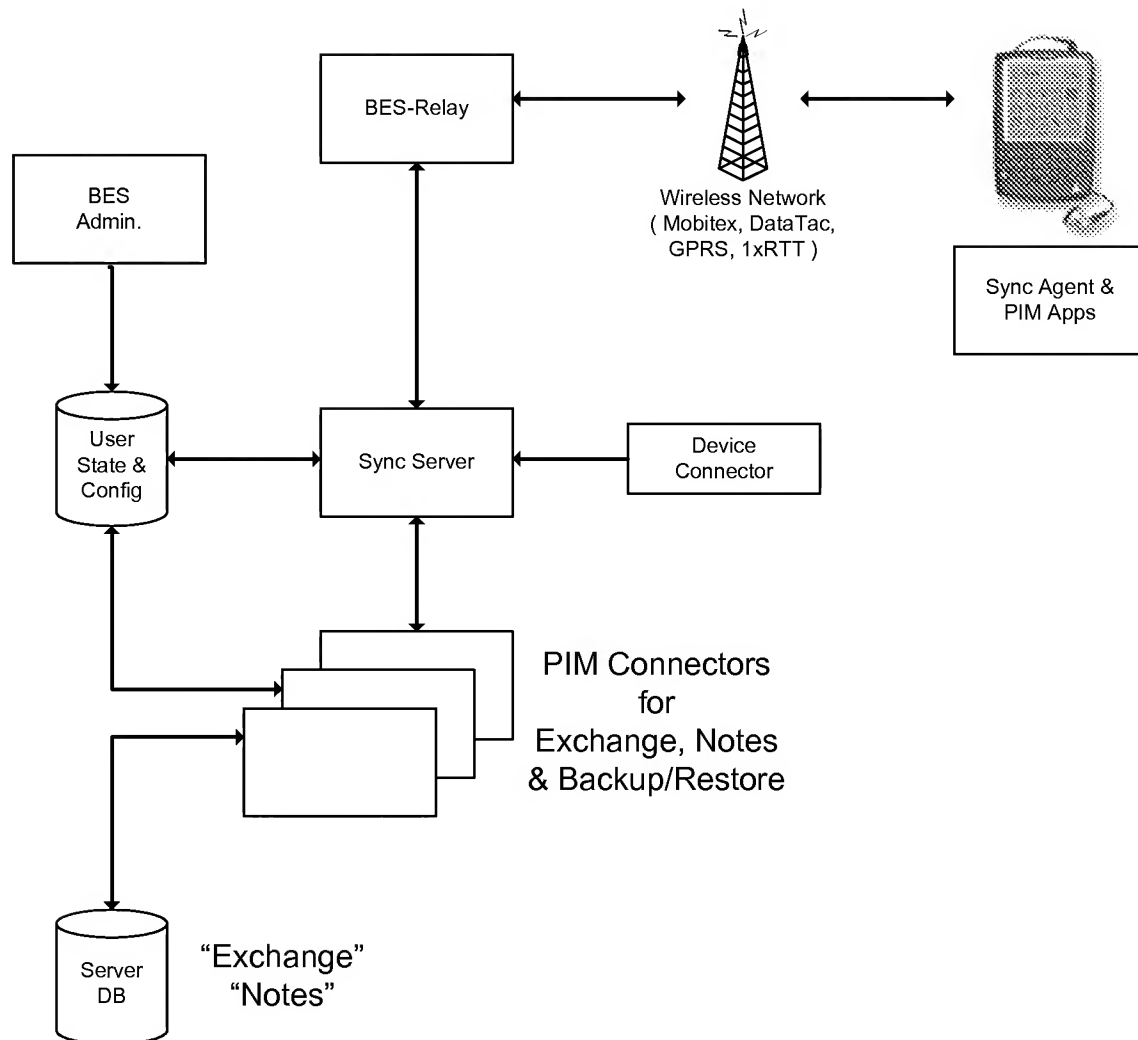 BES-Relay
BES
Admin.
Wireless Network
( Mobitex, DataTac,
GPRS, 1xRTT )
Sync Agent &
PIM Apps
User
State &
Config
Sync Server
Device
Connector
PIM Connectors
for
Exchange, Notes
& Backup/Restore
Server
DB
“Exchange”
“Notes”